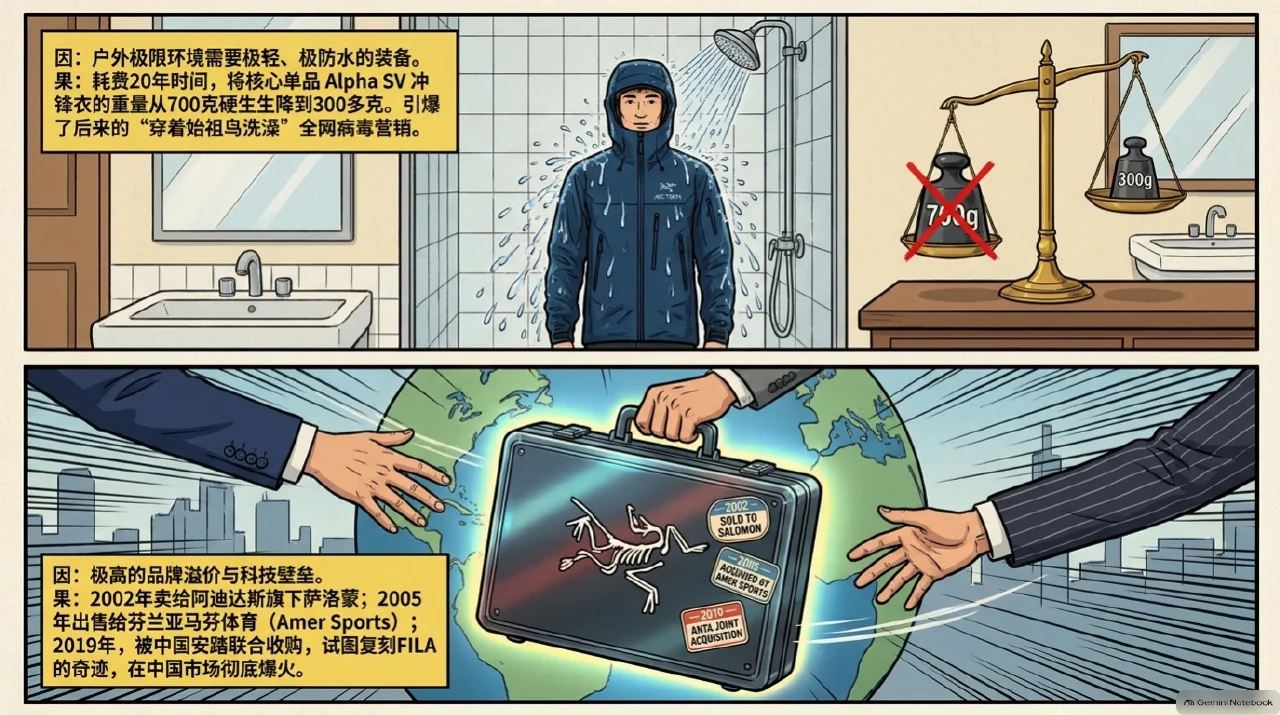 因：户外极限环境需要极轻、极防水的装备。
果：耗费20年时间，将核心单品 Alpha SV 冲
锋衣的重量从700克硬生生降到300多克。引爆
了后来的“穿着始祖鸟洗澡”全网病毒营销。
700g
300g
2002
SOLD TO
SALOMON
2005
AMER SPORTS
2010
ANTA JOINT
ACQUISITION
因：极高的品牌溢价与科技壁垒。
果：2002年卖给阿迪达斯旗下萨洛蒙；2005
年出售给芬兰亚马芬体育（Amer Sports）；
2019年，被中国安踏联合收购，试图复刻FILA
的奇迹，在中国市场彻底爆火。
Gemini Notebook